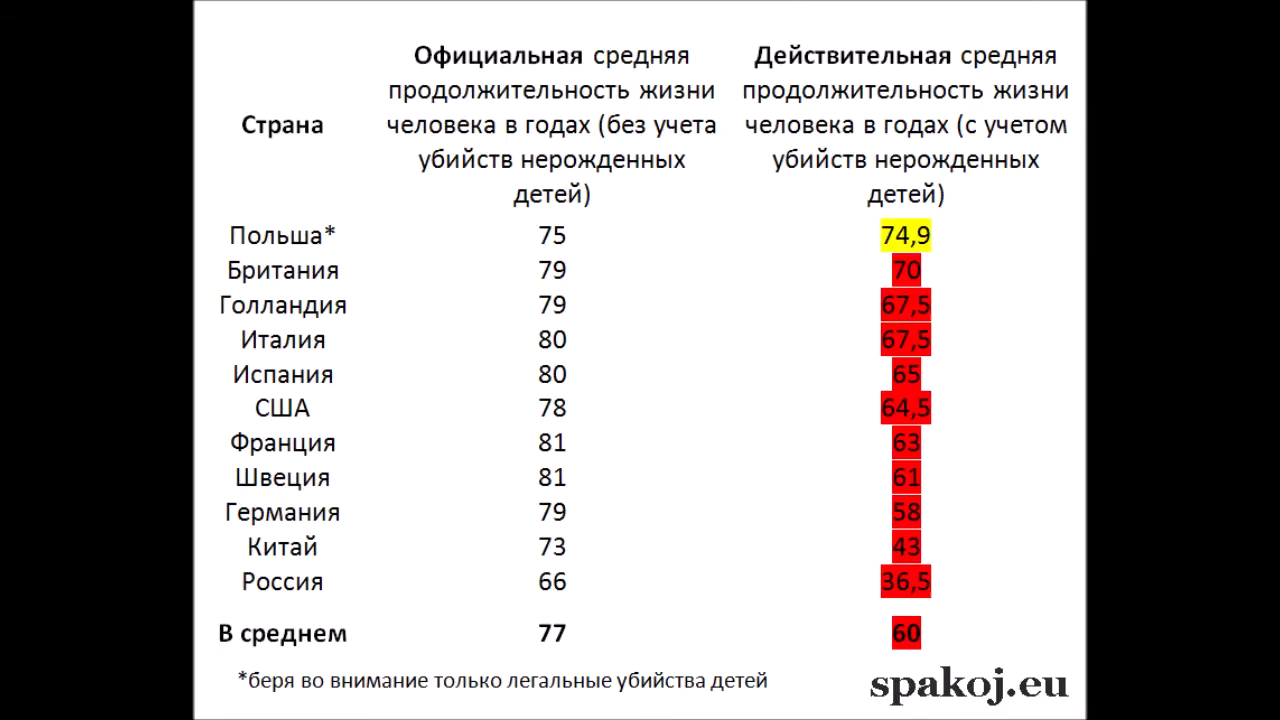 Страна
Официальная средняя
продолжительность жизни
человека в годах (без учета
убийств нерожденных
детей)
Действительная средняя
продолжительность жизни
человека в годах (с учетом
убийств нерожденных
детей)
Польша* 75 74,9
Британия 79 70
Голландия 79 67,5
Италия 80 67,5
Испания 80 65
США 78 64,5
Франция 81 63
Швеция 81 61
Германия 79 58
Китай 73 43
Россия 66 36,5
В среднем 77 60
*беря во внимание только легальные убийства детей
spakoj.eu